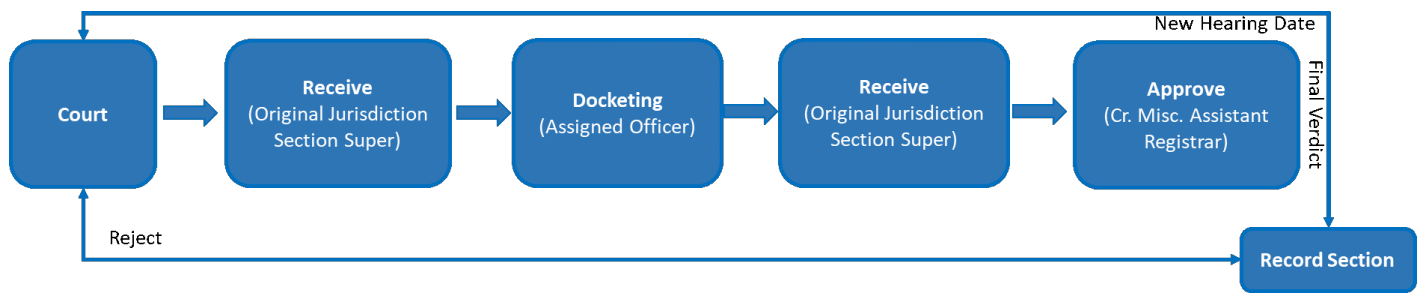 New Hearing Date
Court
Receive
(Original Jurisdiction
Section Super)
Docketing
(Assigned Officer)
Receive
(Original Jurisdiction
Section Super)
Approve
(Cr. Misc. Assistant
Registrar)
Final Verdict
Reject
Record Section